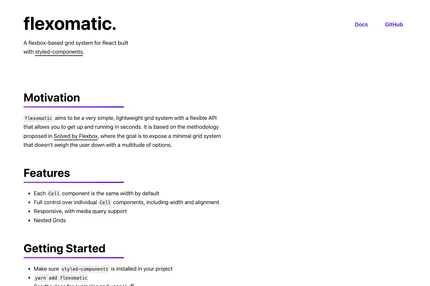 flexomatic.
Docs
GitHub
A flexbox-based grid system for React built
with styled-components.
Motivation
flexomatic aims to be a very simple, lightweight grid system with a flexible API
that allows you to get up and running in seconds. It is based on the methodology
proposed in Solved by Flexbox, where the goal is to expose a minimal grid system
that doesn't weigh the user down with a multitude of options.
Features
Each Cell component is the same width by default
Full control over individual Cell components, including width and alignment
Responsive, with media query support
Nested Grids
Getting Started
Make sure styled-components is installed in your project
yarn add flexomatic